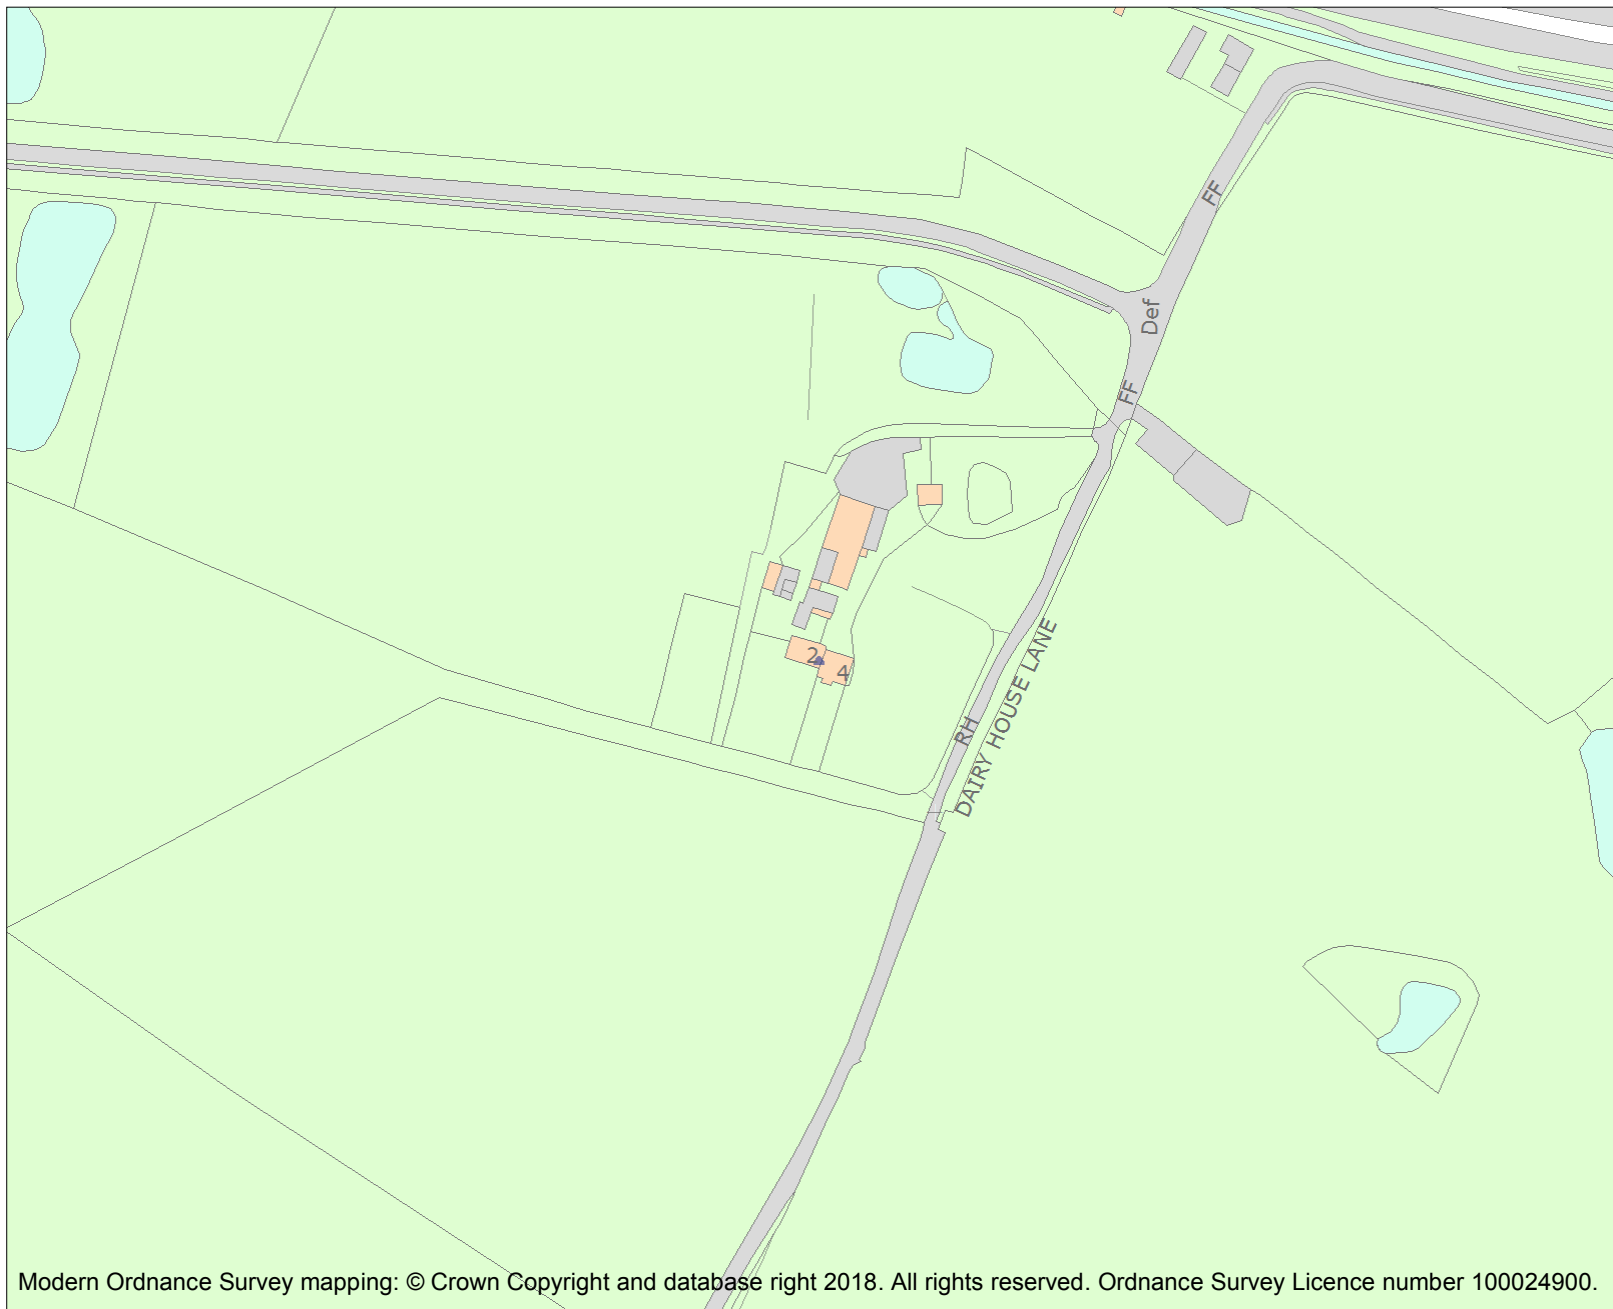 FF
Def
FF
2
4
RH
DAIRY HOUSE LANE
Modern Ordnance Survey mapping: © Crown Copyright and database right 2018. All rights reserved. Ordnance Survey Licence number 100024900.